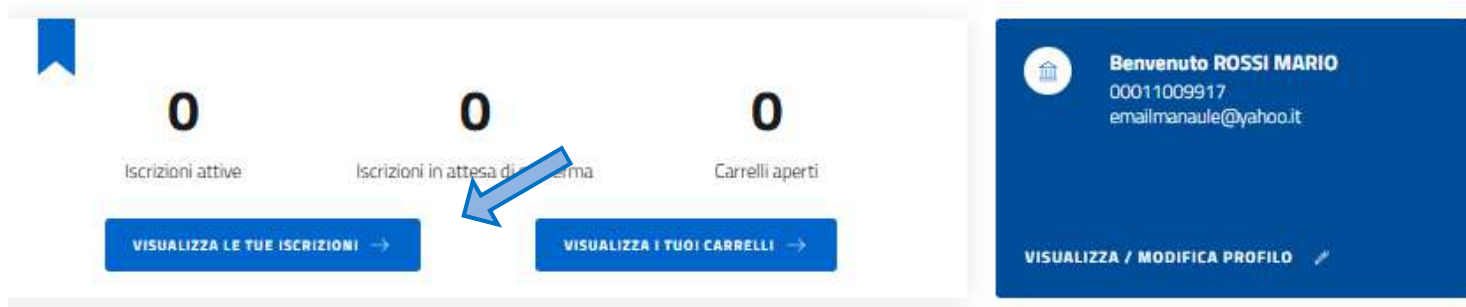 0
Iscrizioni attive
0
Iscrizioni in attesa di
0
Carrelli aperti
VISUALIZZA LE TUE ISCRIZIONI
VISUALIZZA I TUOI CARRELLI
Benvenuto ROSSI MARIO
00011009917
emailmanaule@yahoo.it
VISUALIZZA / MODIFICA PROFILO